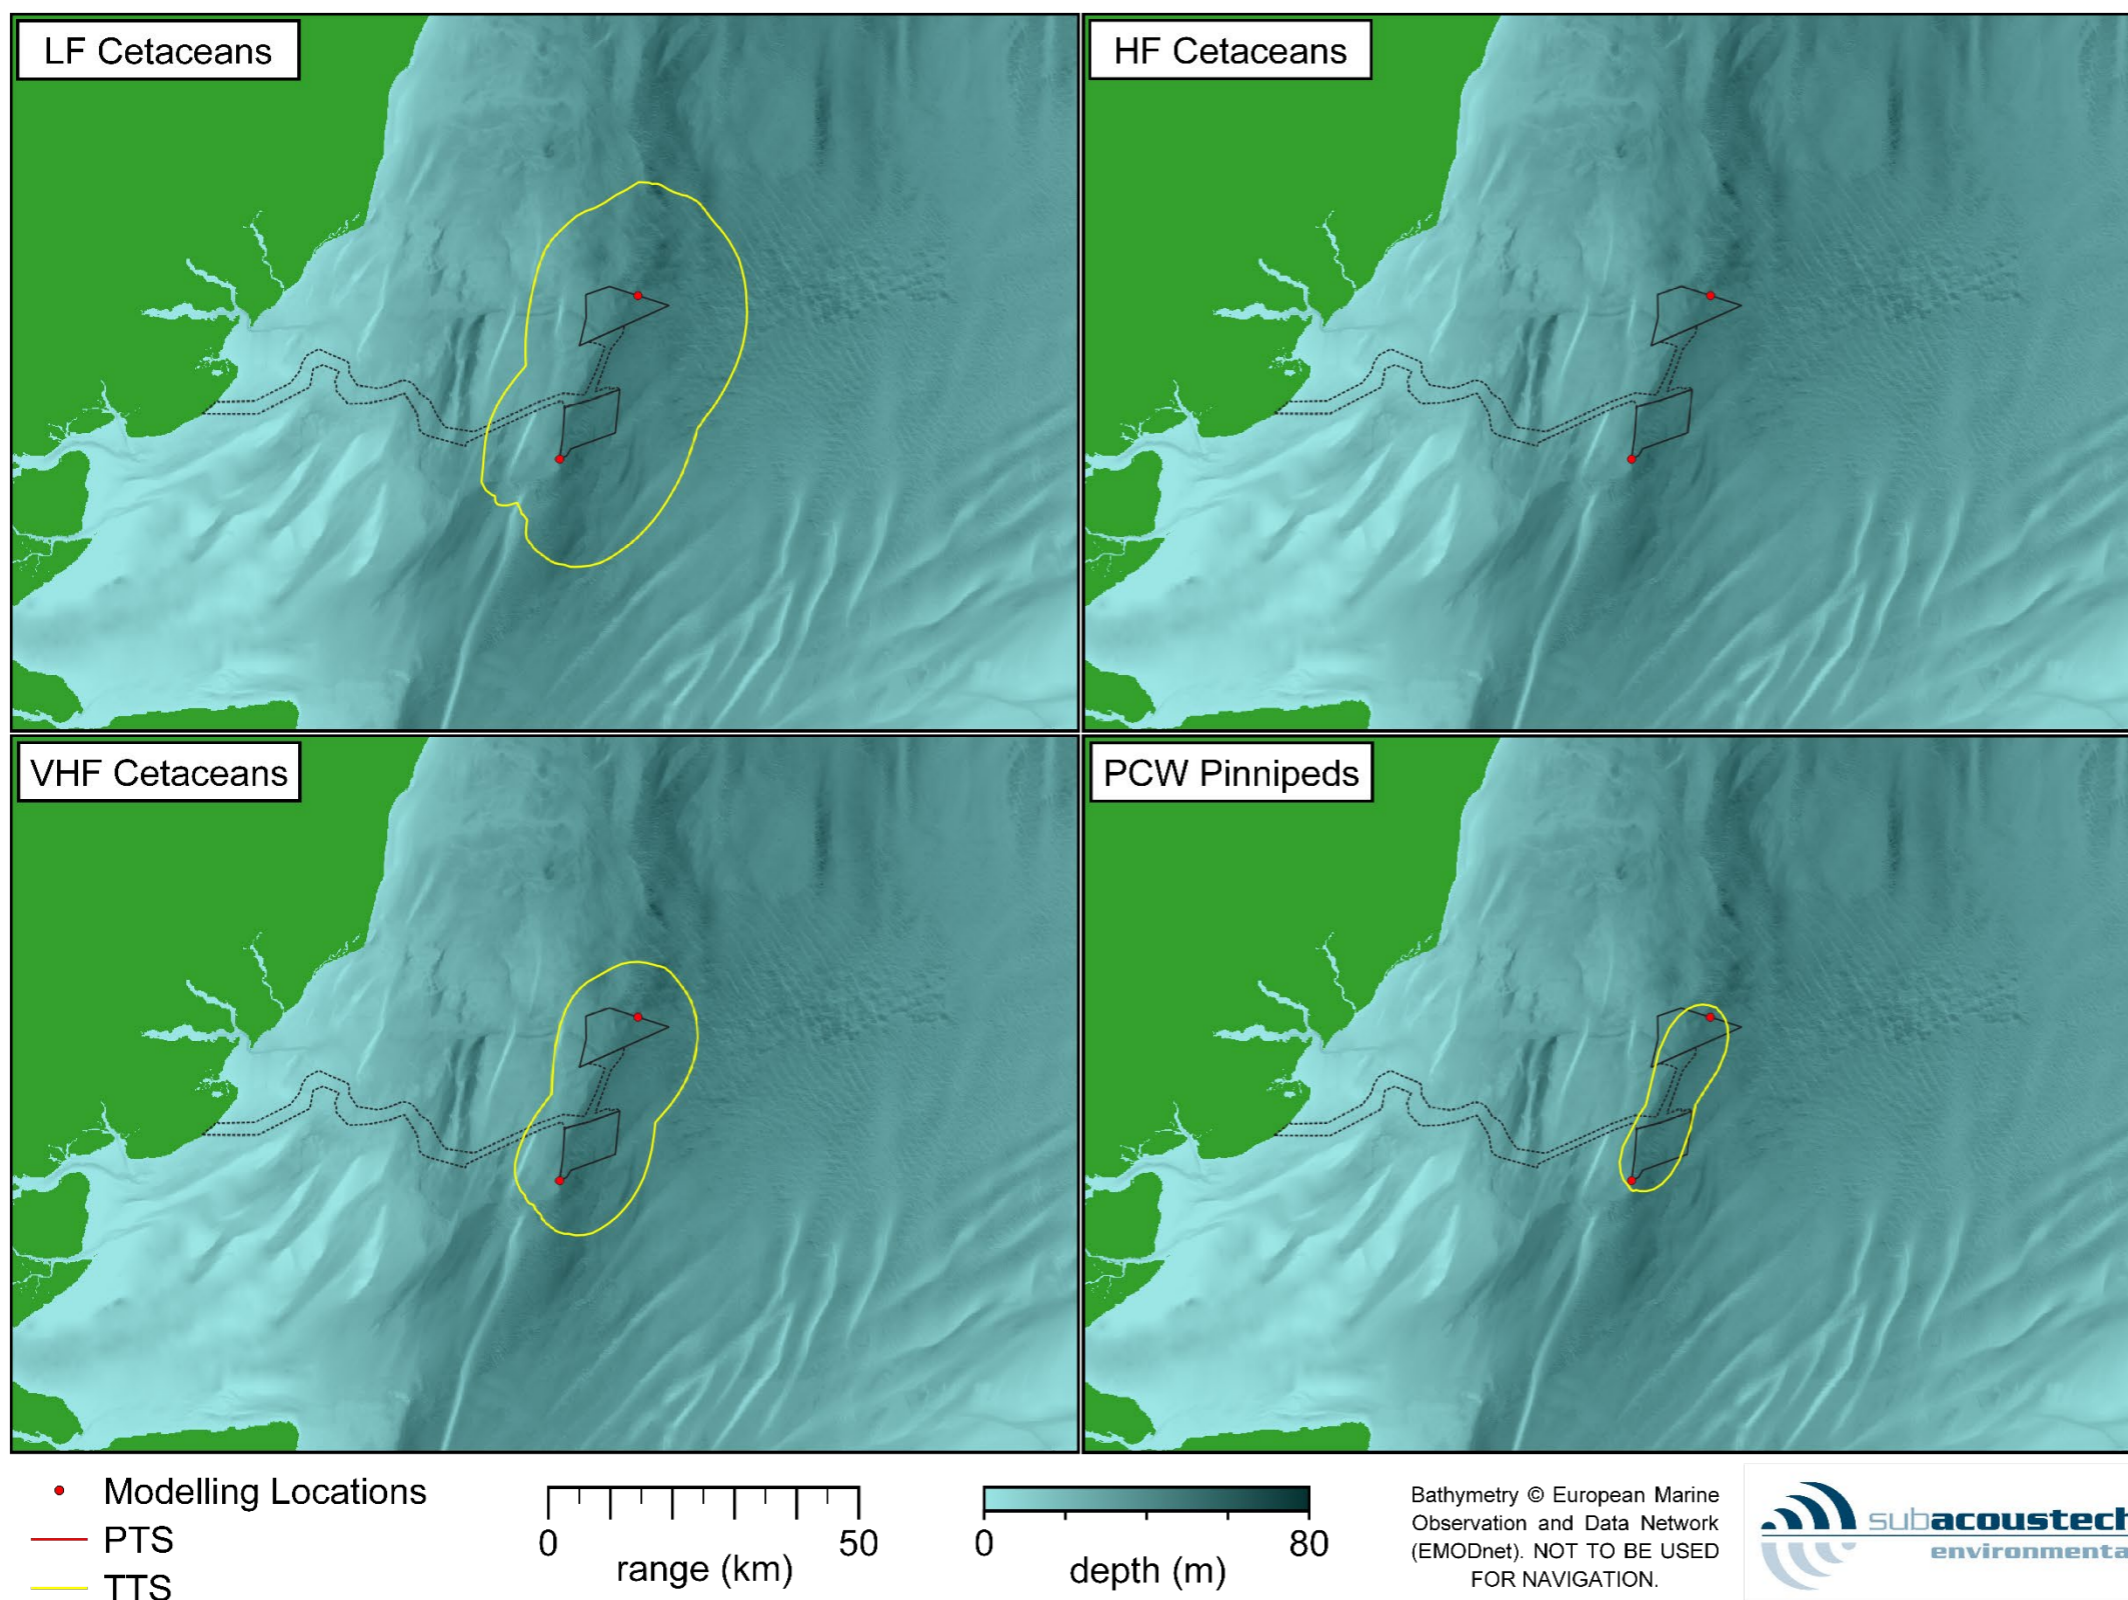 LF Cetaceans
HF Cetaceans
VHF Cetaceans
PCW Pinnipeds
Modelling Locations
PTS
TTS
0 50
range (km)
0 80
depth (m)
Bathymetry © European Marine
Observation and Data Network
(EMODnet). NOT TO BE USED
FOR NAVIGATION.
subacoustech
environmenta